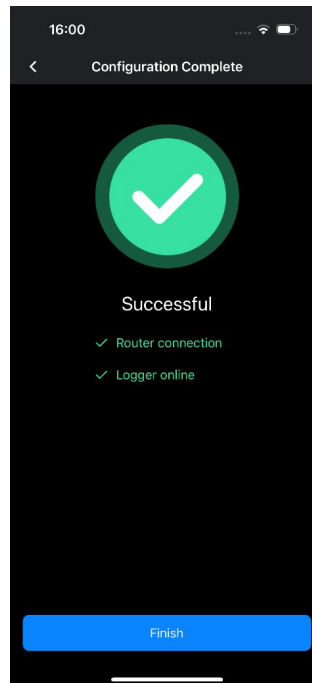 16:00
Configuration Complete
Successful
Router connection
Logger online
Finish